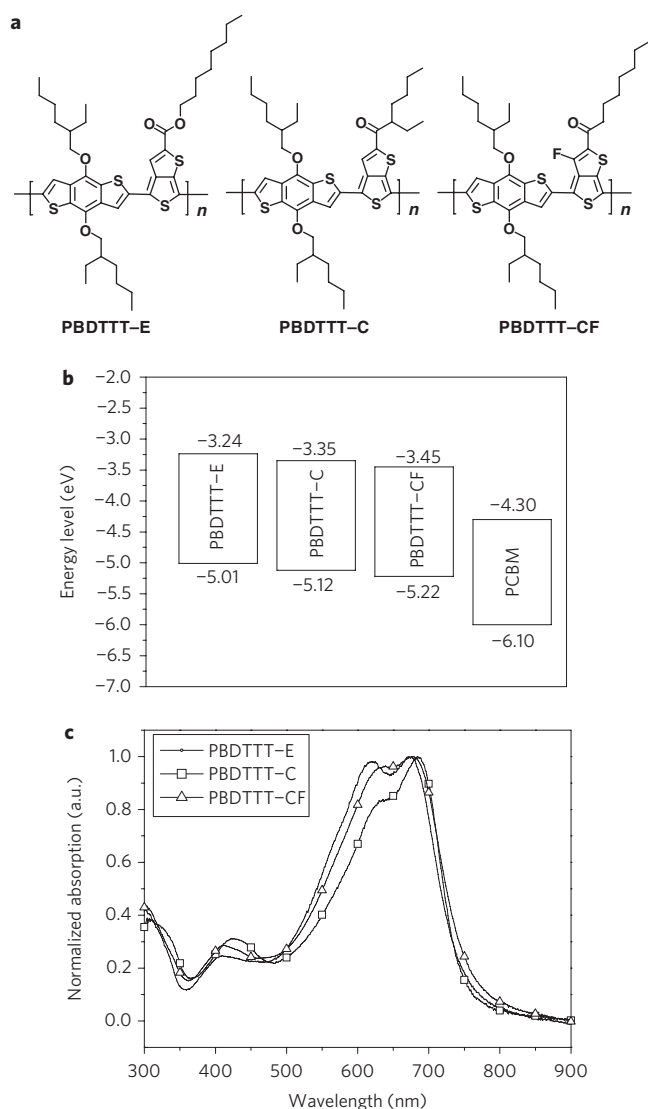 a
O
O
O
O
S
S
S
S
n
PBDTTT–E
O
O
O
S
S
S
S
n
PBDTTT–C
O
F
O
O
S
S
S
S
n
PBDTTT–CF
b
Energy level (eV)
−2.0
−2.5
−3.0
−3.5
−4.0
−4.5
−5.0
−5.5
−6.0
−6.5
−7.0
−3.24
PBDTTT–E
−5.01
−3.35
PBDTTT–C
−5.12
−3.45
PBDTTT–CF
−5.22
−4.30
PCBM
−6.10
c
PBDTTT–E
PBDTTT–C
PBDTTT–CF
Normalized absorption (a.u.)
1.0
0.8
0.6
0.4
0.2
0.0
300 400 500 600 700 800 900
Wavelength (nm)